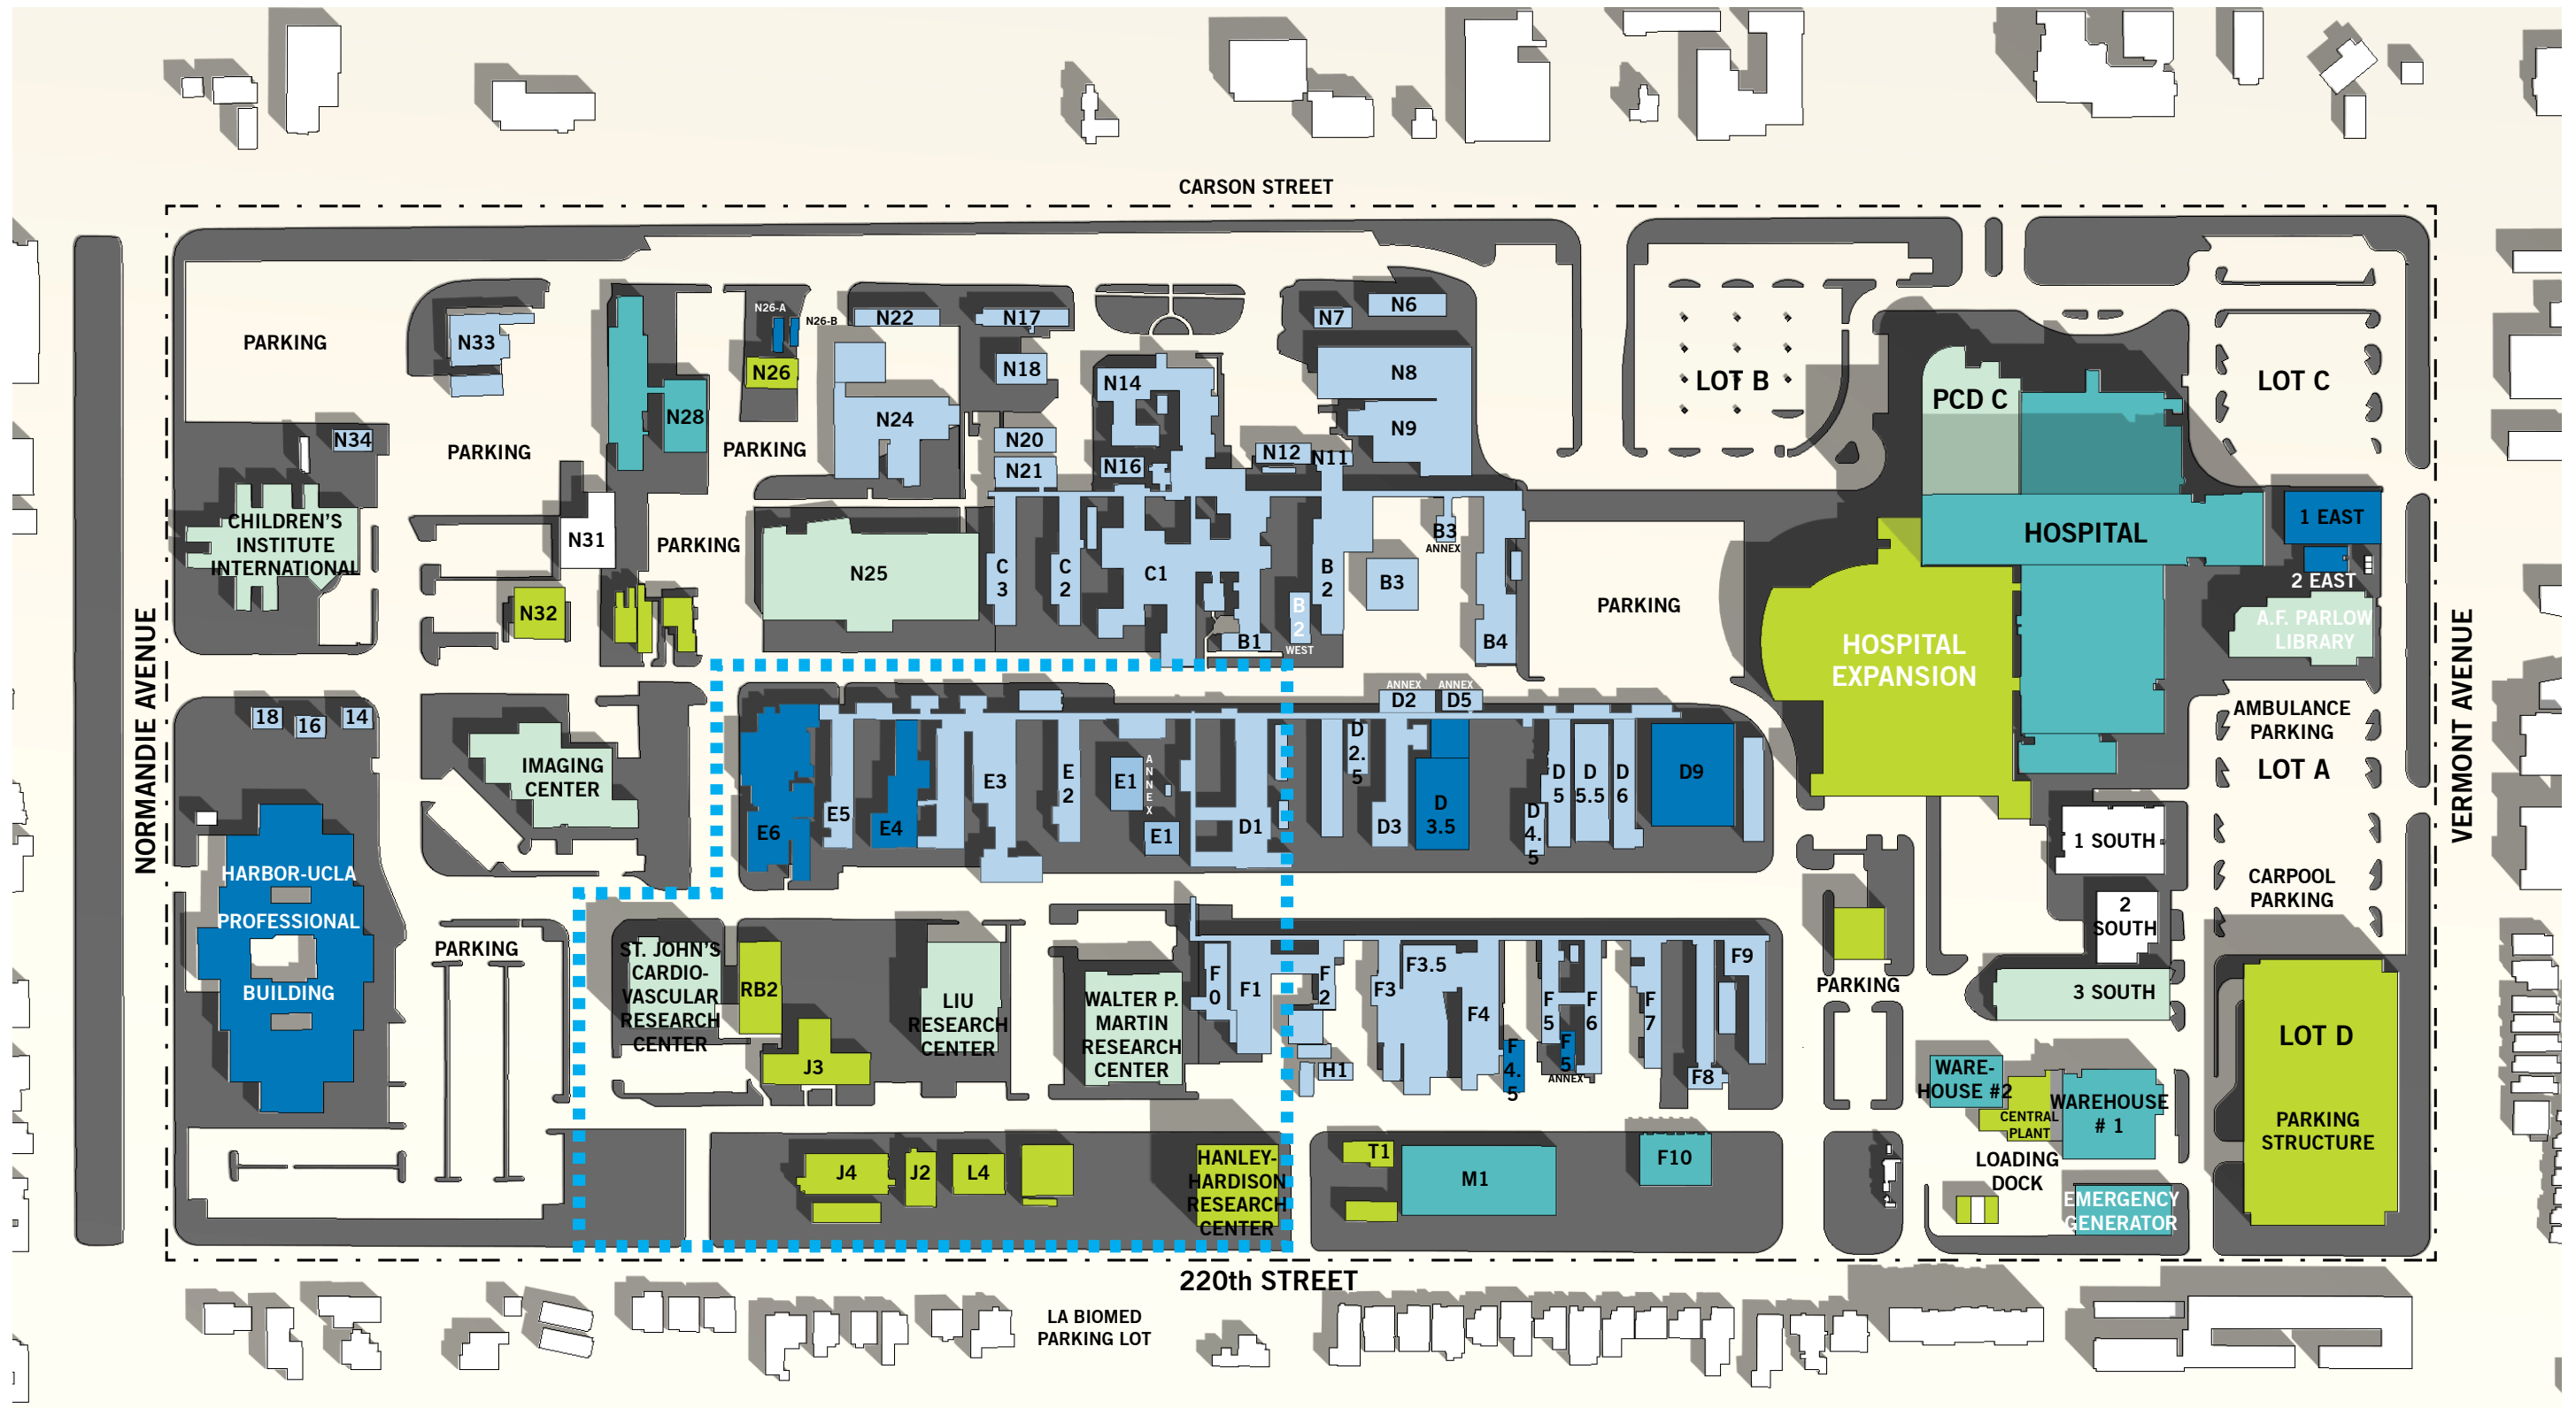 CARSON STREET
N26-A
N26-B
N22
N17
N7
N6
PARKING
N33
N26
N18
N14
N8
LOT B
PCD C
LOT C
N28
N24
N9
N34
PARKING
PARKING
N20
N21
N16
N12
N11
CHILDREN'S
INSTITUTE
INTERNATIONAL
N31
PARKING
N25
C
3
C
2
C1
B
2
B3
ANNEX
B3
HOSPITAL
1 EAST
2 EAST
N32
B
2
WEST
B1
B4
PARKING
HOSPITAL
EXPANSION
A.F. PARLOW
LIBRARY
NORMANDIE AVENUE
VERMONT AVENUE
18
16
14
ANNEX
D2
ANNEX
D5
AMBULANCE
PARKING
LOT A
IMAGING
CENTER
E6
E5
E4
E3
E
2
E1
ANNEX
E1
D1
D
2.
5
D3
D
3.5
D
4.
5
D
5
D
5.5
D
6
D9
1 SOUTH
2
SOUTH
CARPOOL
PARKING
HARBOR-UCLA
PROFESSIONAL
BUILDING
PARKING
ST. JOHN'S
CARDIO-
VASCULAR
RESEARCH
CENTER
RB2
J3
LIU
RESEARCH
CENTER
WALTER P.
MARTIN
RESEARCH
CENTER
F
0
F1
F
2
H1
F3
F3.5
F4
F
4.
5
F
5
F
5
ANNEX
F
6
F
7
F8
F9
PARKING
3 SOUTH
LOT D
PARKING
STRUCTURE
WARE-
HOUSE #2
CENTRAL
PLANT
WAREHOUSE
# 1
LOADING
DOCK
EMERGENCY
GENERATOR
J4
J2
L4
HANLEY-
HARDISON
RESEARCH
CENTER
T1
M1
F10
220th STREET
LA BIOMED
PARKING LOT